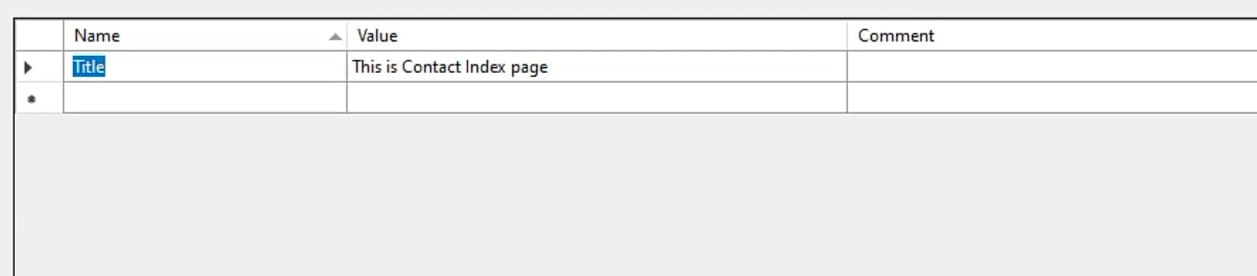 Name Value Comment
Title This is Contact Index page